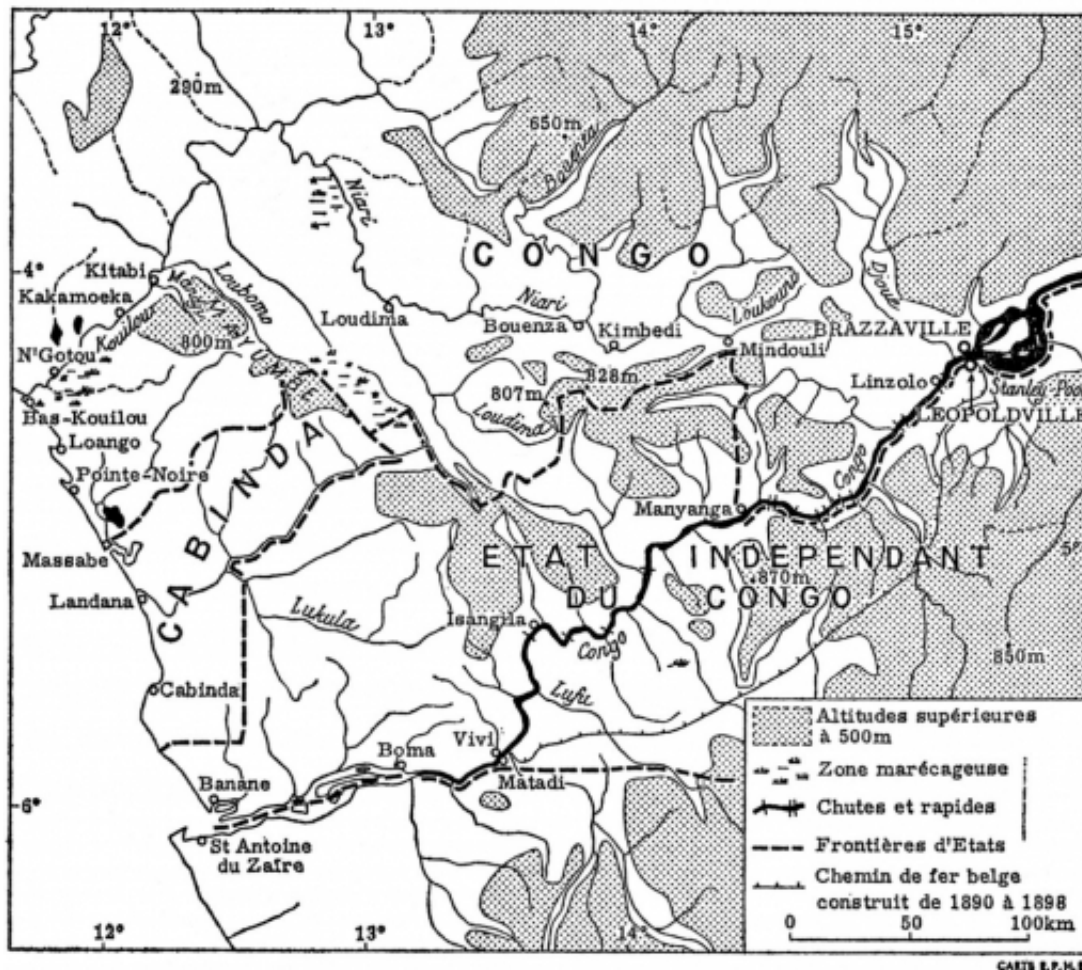 12°
13°
14°
15°
290m
650m
Bouenza
Niari
CONGO
4°
Kitabi
Kakamoeka
Kouilou
Loubomo
MAYUMBE
800m
N'Gotou
Bas-Kouilou
Loango
Pointe-Noire
Massabe
Landana
CABINDA
Cabinda
Loudima
Niari
Bouenza
Kimbedi
828m
807m
Loudima
Mindouli
Djoue
BRAZZAVILLE
Linzolo
Stanley-Pool
LEOPOLDVILLE
Congo
Manyanga
ETAT INDEPENDANT
DU CONGO
5°
870m
850m
Isangila
Congo
Lukula
Lufu
Vivi
Boma
Matadi
Banane
6°
St Antoine
du Zaïre
12°
13°
14°
Altitudes supérieures
à 500m
Zone marécageuse
Chutes et rapides
Frontières d'Etats
Chemin de fer belge
construit de 1890 à 1898
0 50 100km